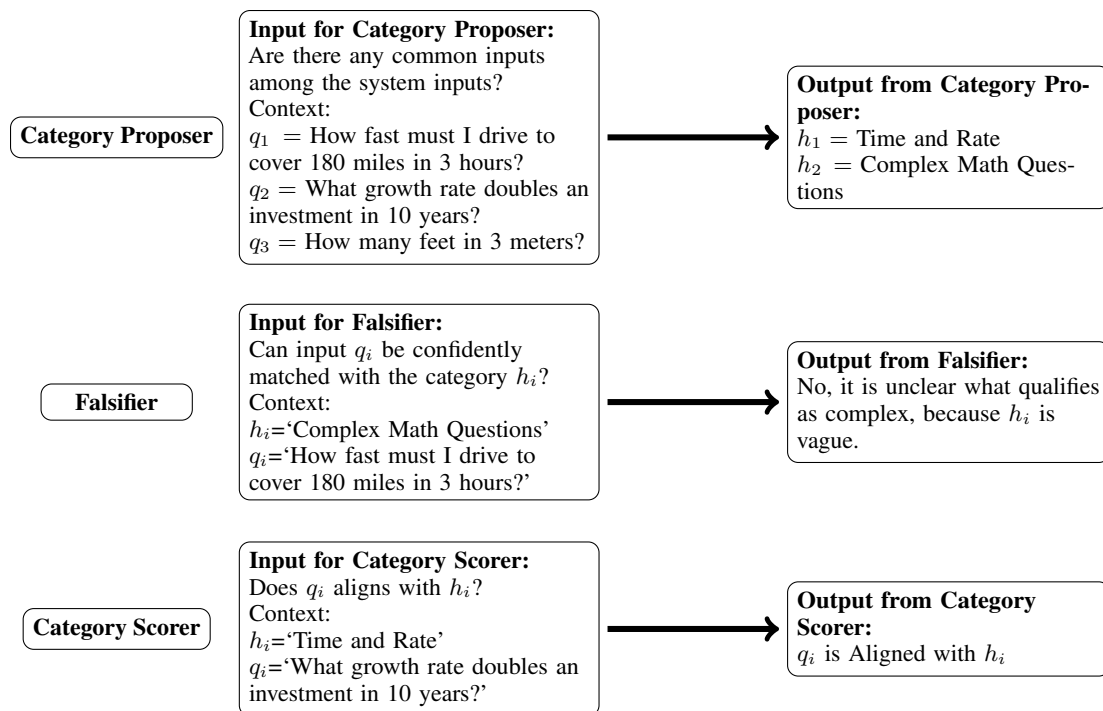 Category Proposer
Input for Category Proposer:
Are there any common inputs
among the system inputs?
Context:
q₁ = How fast must I drive to
cover 180 miles in 3 hours?
q₂ = What growth rate doubles an
investment in 10 years?
q₃ = How many feet in 3 meters?
Output from Category Pro-
poser:
h₁ = Time and Rate
h₂ = Complex Math Ques-
tions
Falsifier
Input for Falsifier:
Can input qᵢ be confidently
matched with the category hᵢ?
Context:
hᵢ=‘Complex Math Questions’
qᵢ=‘How fast must I drive to
cover 180 miles in 3 hours?’
Output from Falsifier:
No, it is unclear what qualifies
as complex, because hᵢ is
vague.
Category Scorer
Input for Category Scorer:
Does qᵢ aligns with hᵢ?
Context:
hᵢ=‘Time and Rate’
qᵢ=‘What growth rate doubles an
investment in 10 years?’
Output from Category
Scorer:
qᵢ is Aligned with hᵢ